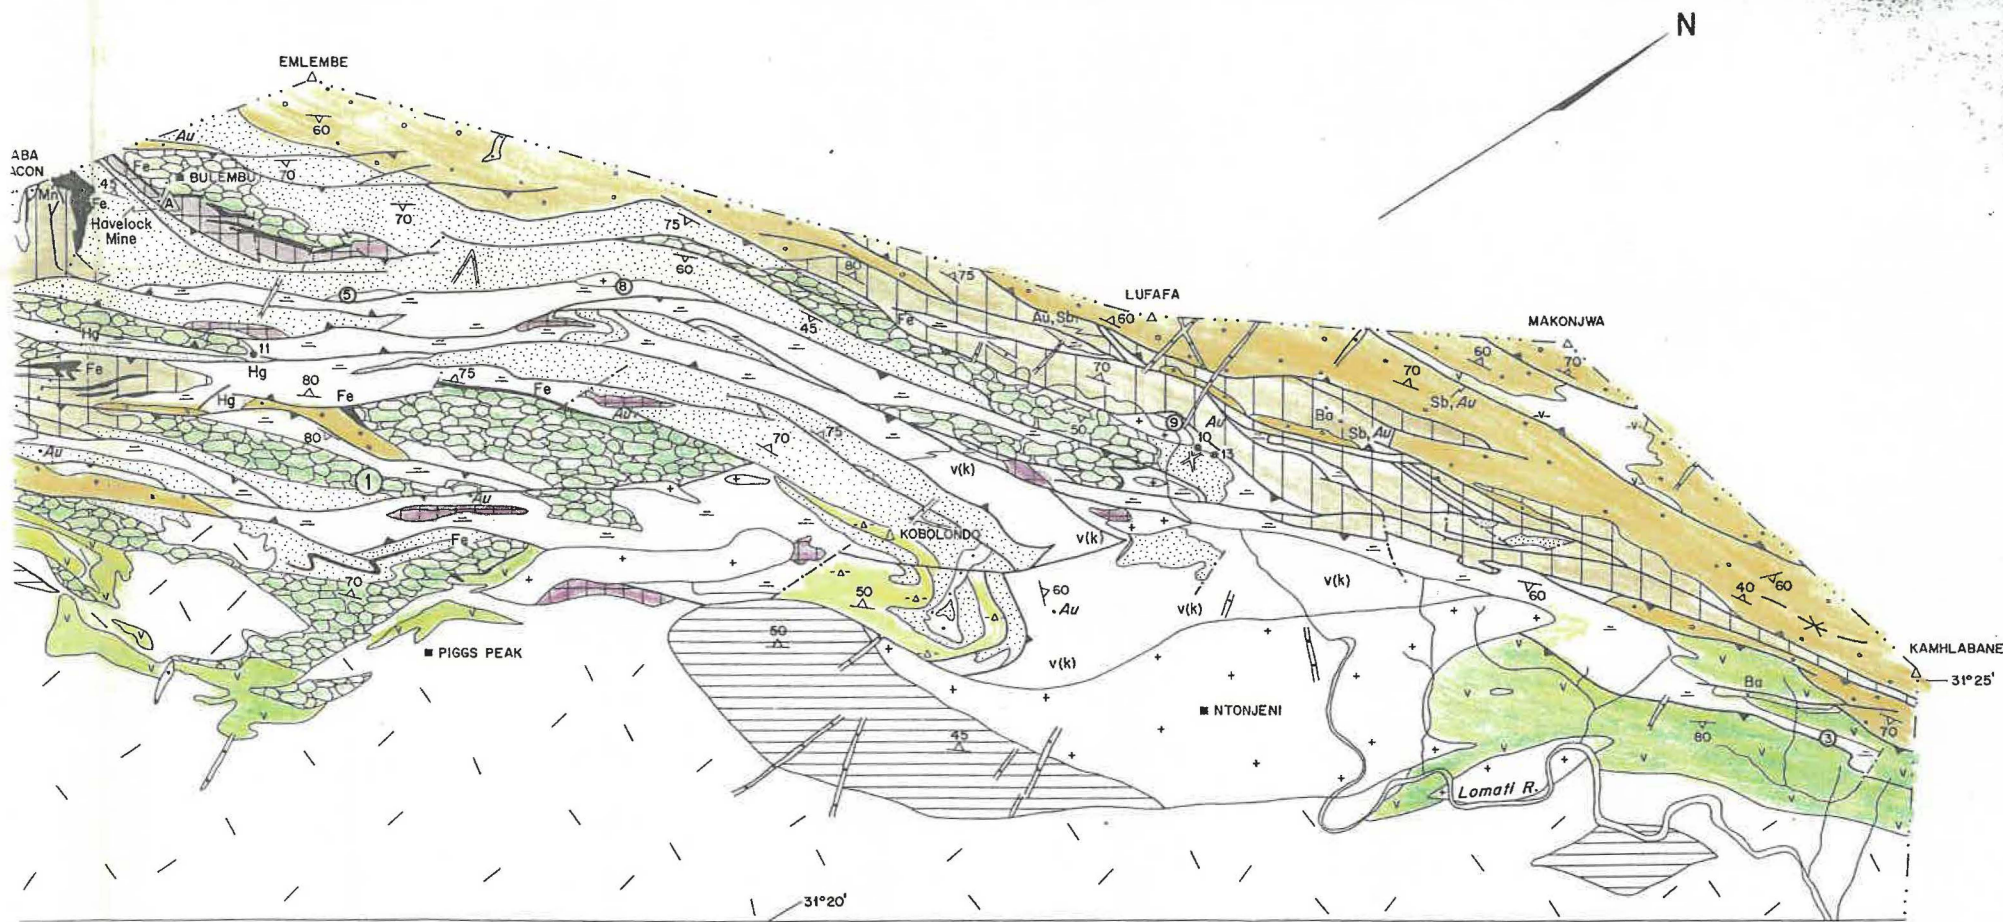 N
EMLEMBE
Au
ABA
ACON
Fe
BULEMBU
70
60
45
Mn
Fe
A
Havelock
Mine
70
75
60
80
75
5
8
LUFAFA
Au, Sb.
60
MAKONJWA
45
Fe
60
70
Hg
11
Fe
Hg
80
Fe
75
Fe
70
70
Sb, Au
Hg
Au
Ba
Sb, Au
80
50
9
Au
10
13
70
75
v(k)
Au
1
Au
KOBOLONDO
v(k)
Fe
70
50
60
Au
v(k)
v(k)
60
40
60
PIGGS PEAK
50
v(k)
KAMHLABANE
31°25'
Ba
NTONJENI
45
80
3
70
Lomati R.
31°20'